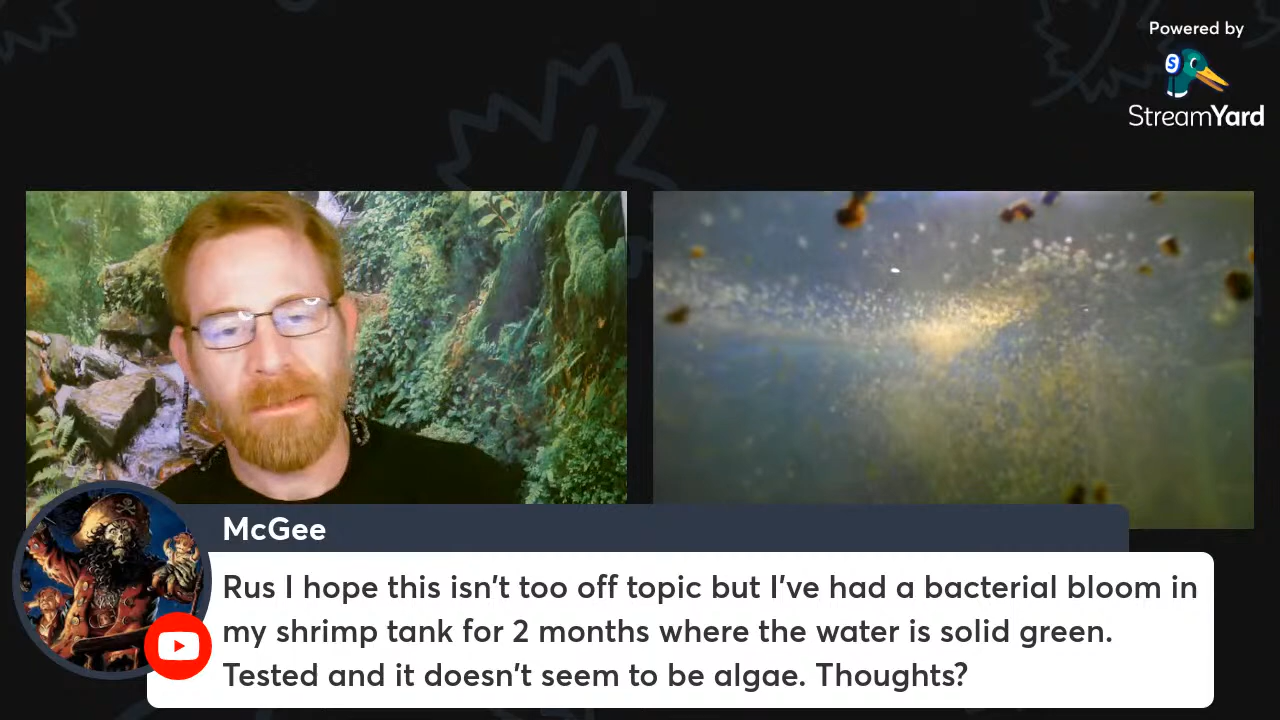 Powered by
StreamYard
McGee
Rus I hope this isn't too off topic but I've had a bacterial bloom in
my shrimp tank for 2 months where the water is solid green.
Tested and it doesn't seem to be algae. Thoughts?